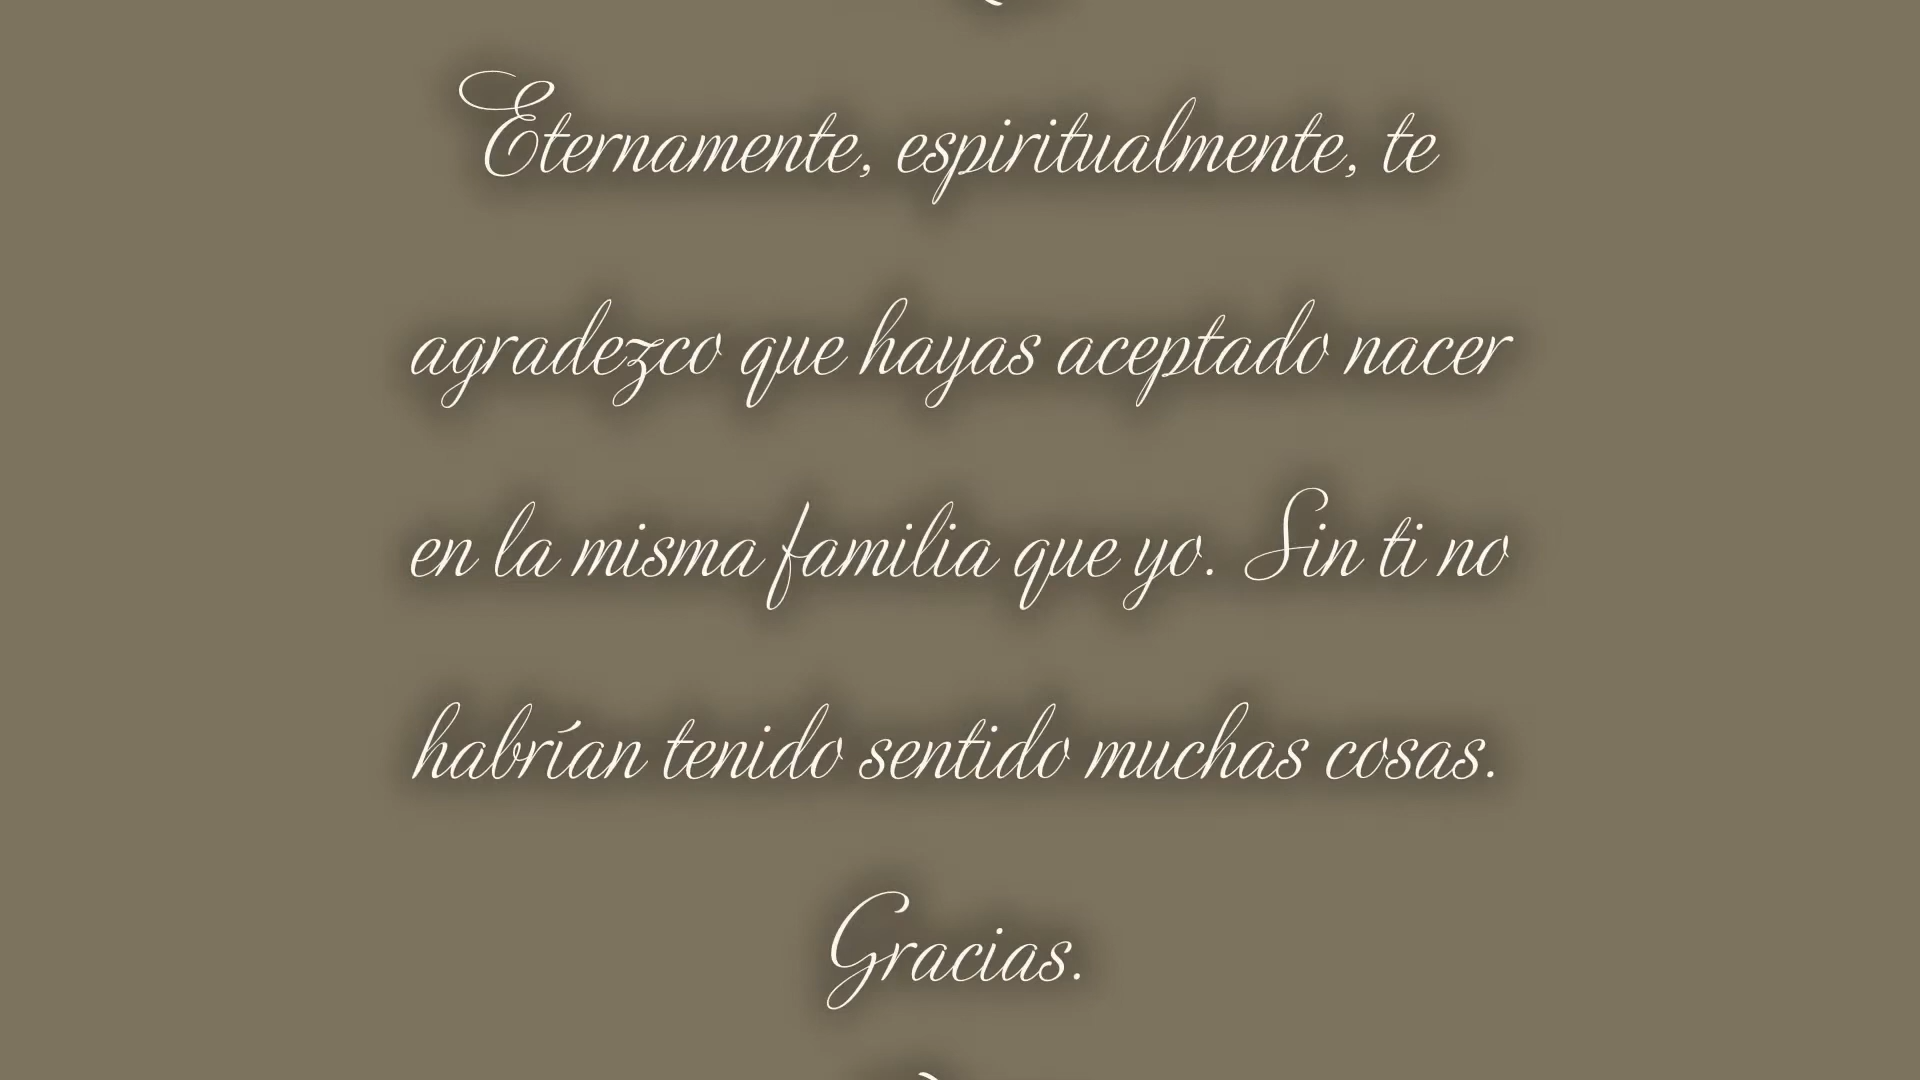 Eternamente, espiritualmente, te
agradezco que hayas aceptado nacer
en la misma familia que yo. Sin ti no
habrían tenido sentido muchas cosas.
Gracias.